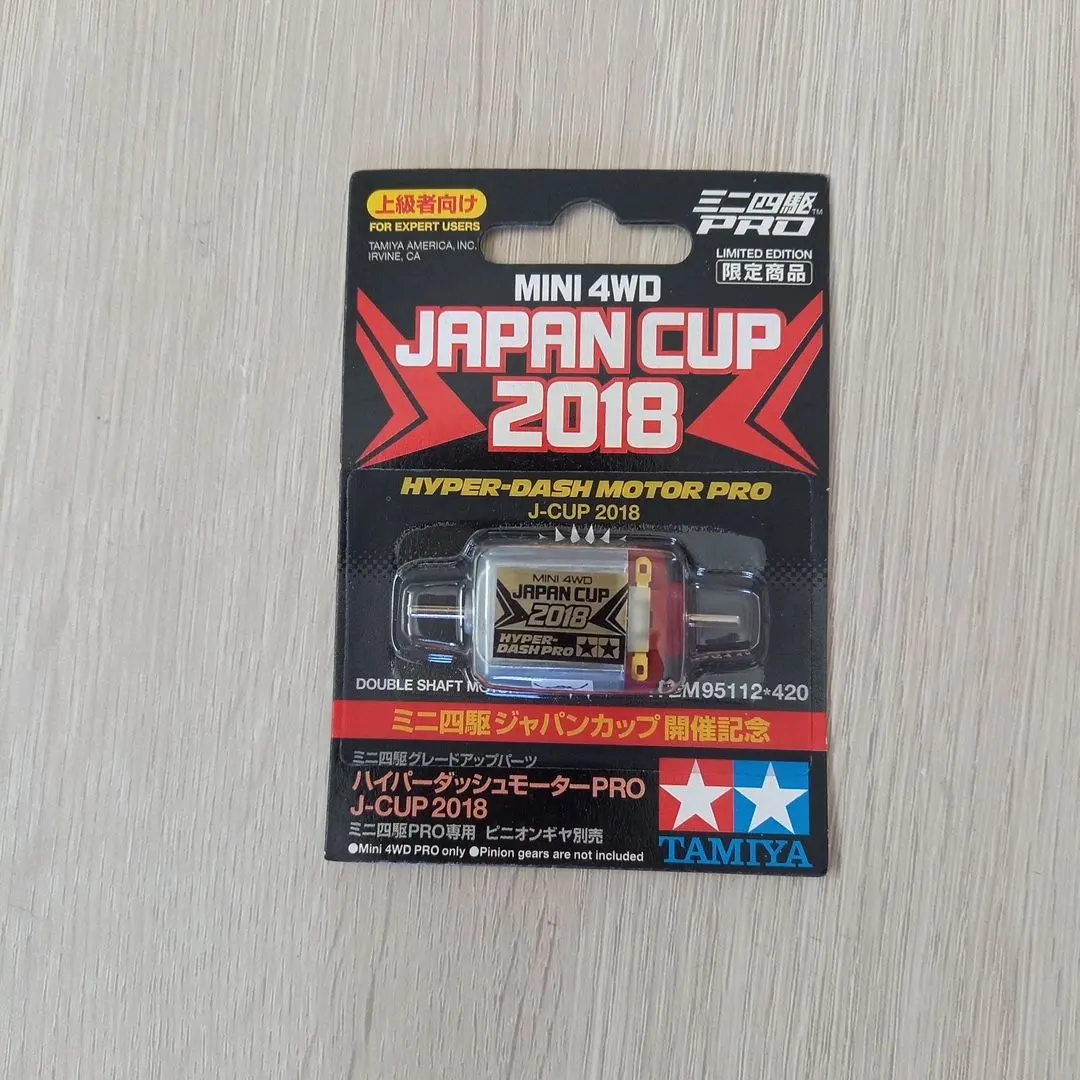 上級者向け
FOR EXPERT USERS
TAMIYA AMERICA, INC.
IRVINE, CA
ミニ四駆™
PRO
LIMITED EDITION
限定商品
MINI 4WD
JAPAN CUP
2018
HYPER-DASH MOTOR PRO
J-CUP 2018
MINI 4WD
JAPAN CUP
2018
HYPER-
DASH PRO
DOUBLE SHAFT
ITEM 95112*420
ミニ四駆 ジャパンカップ 開催記念
ミニ四駆グレードアップパーツ
ハイパーダッシュモーターPRO
J-CUP 2018
ミニ四駆PRO専用 ピニオンギヤ別売
●Mini 4WD PRO only ●Pinion gears are not included
TAMIYA